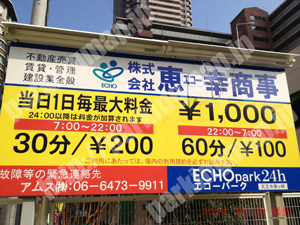 不動産売買
賃貸・管理
建設業全般
ECHO
株式会社 恵エコー幸商事
当日1日毎最大料金
24:00以降は料金が加算されます
¥1,000
7:00～22:00
30分/¥200
22:00～7:00
60分/¥100
ご利用にあたっては、場内の利用規約を必ずお読み下さい。
故障等の緊急連絡先
アムス㈱06-6473-9911
ECHOpark24h
エコーパーク